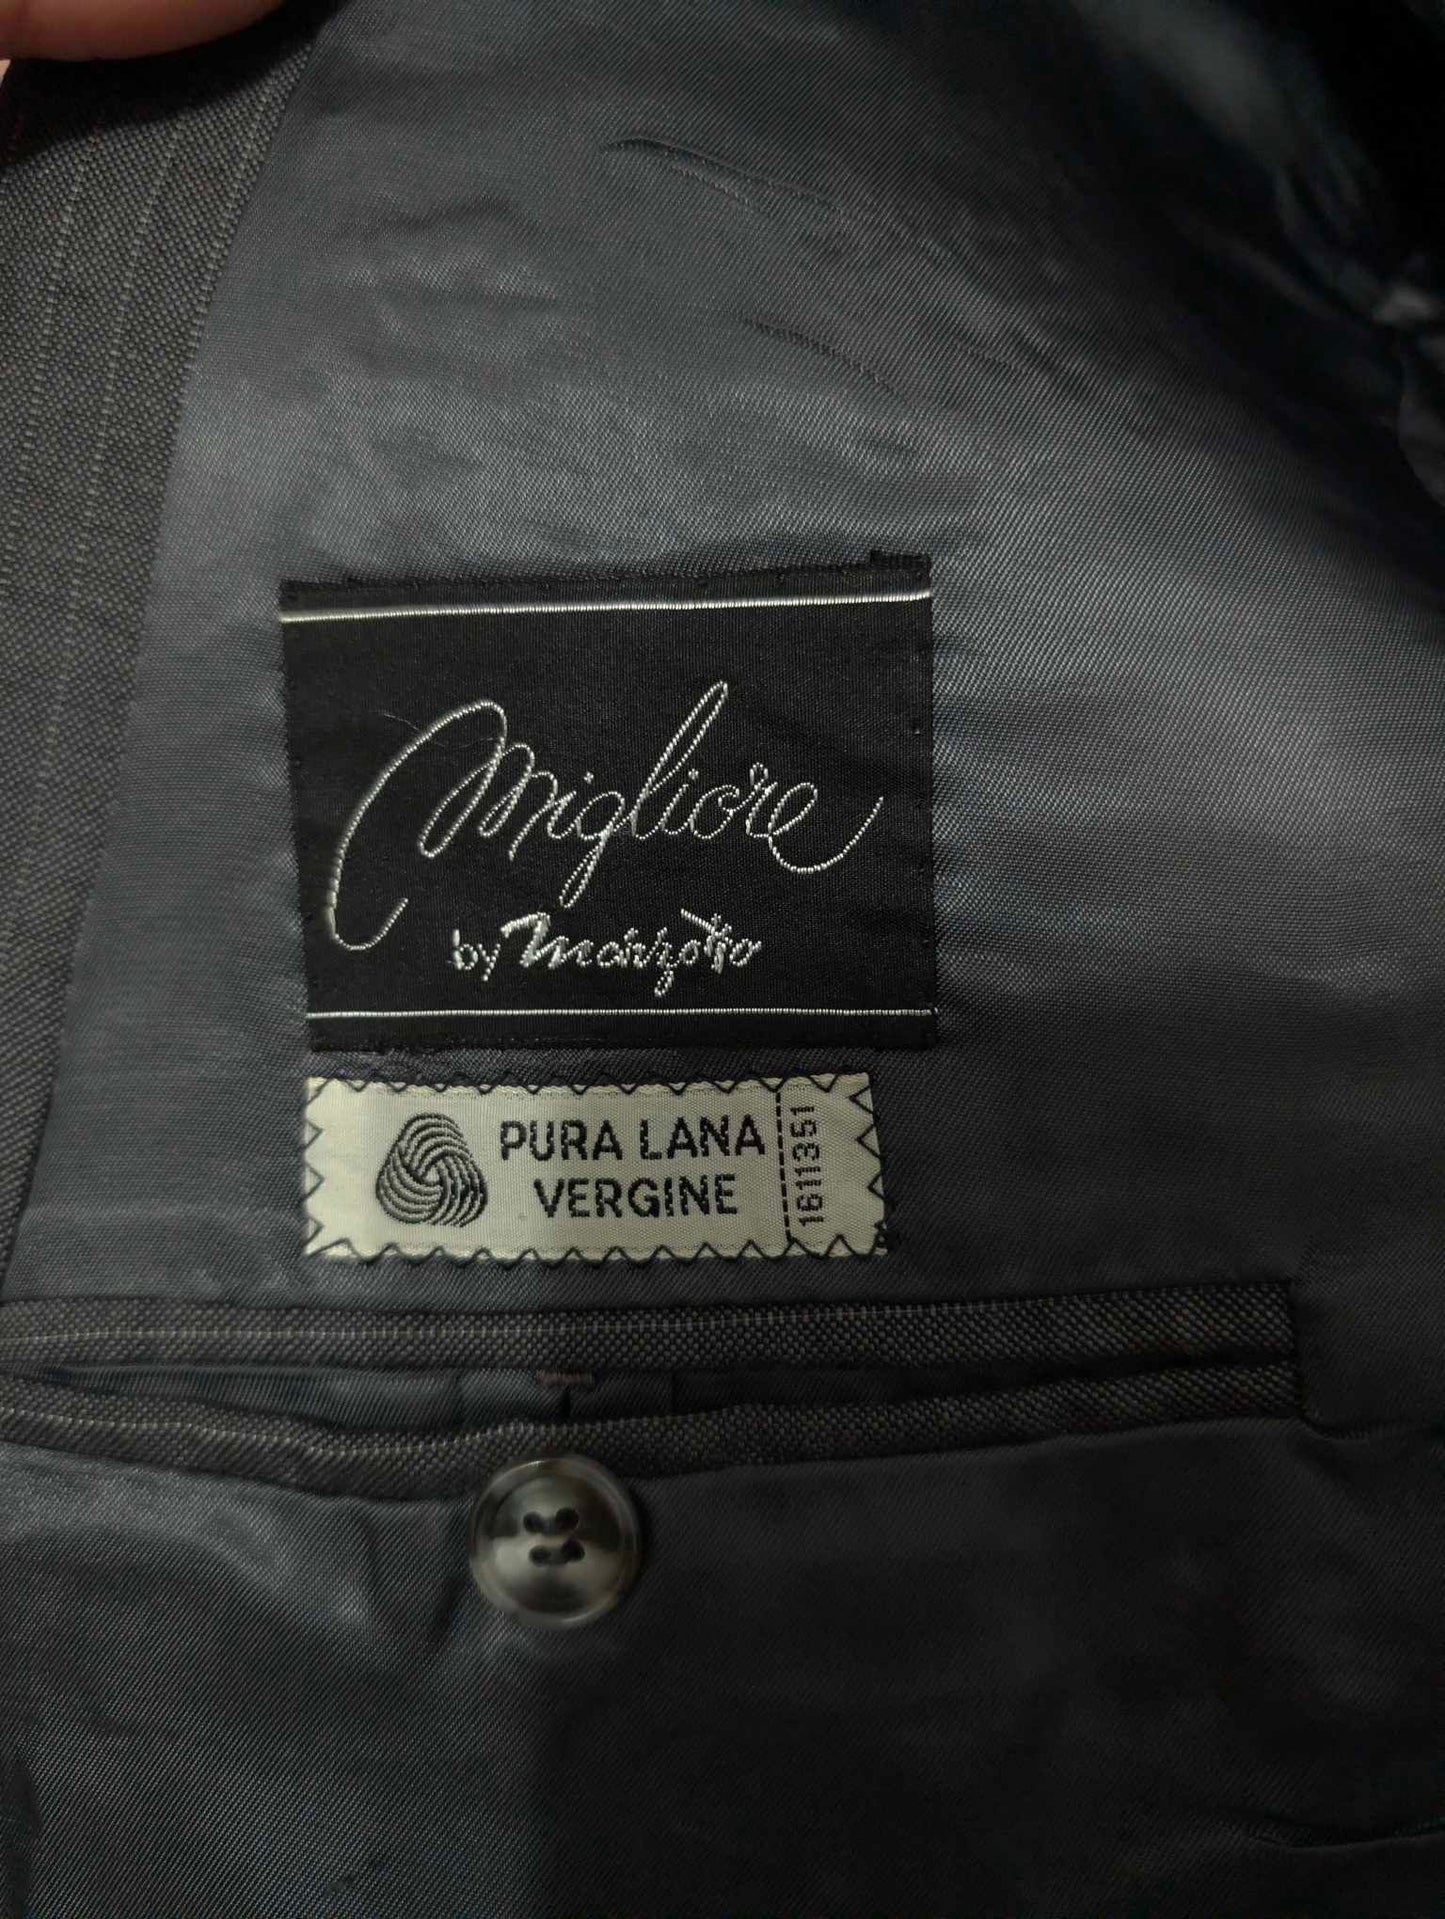 Migliore
by Marzotto
PURA LANA
VERGINE
1611351